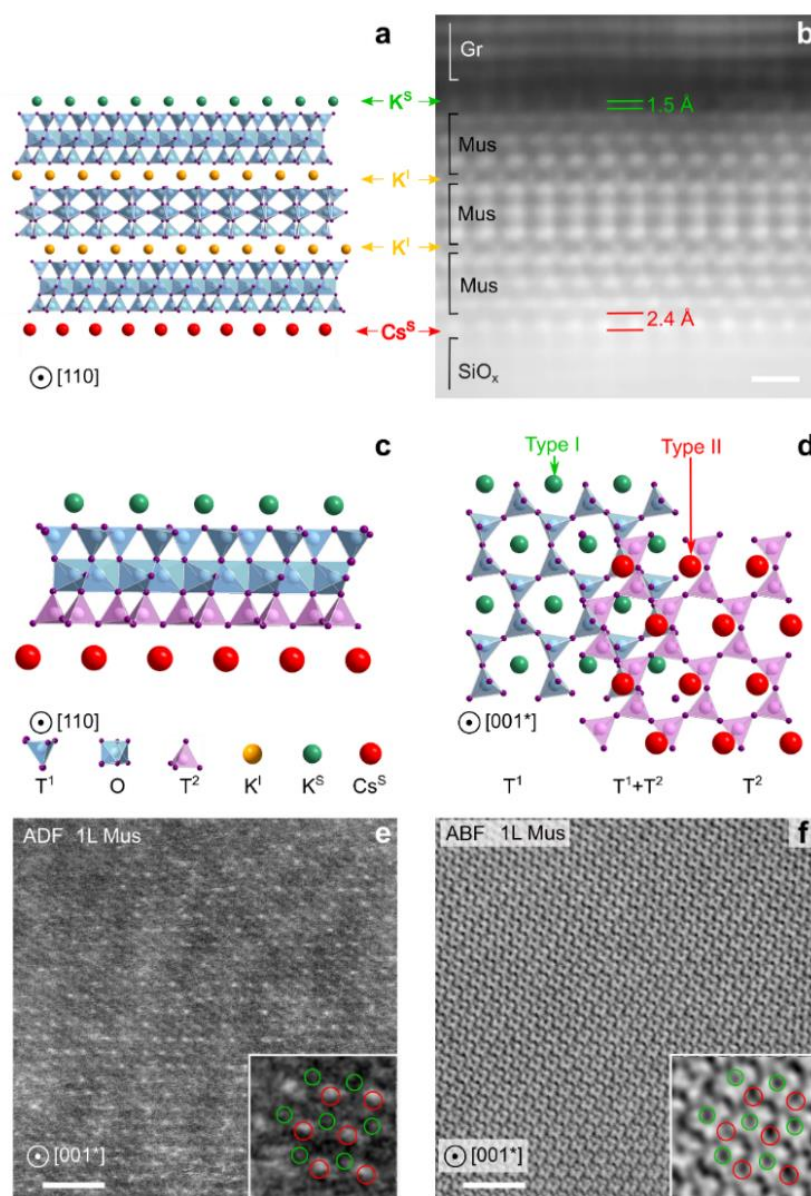 a
b
Gr
K^S
1.5 Å
Mus
K^I
Mus
K^I
Mus
2.4 Å
Cs^S
SiO_x
[110]
c
d
Type I
Type II
[110]
[001*]
T^1
O
T^2
K^I
K^S
Cs^S
T^1
T^1+T^2
T^2
ADF 1L Mus
e
[001*]
ABF 1L Mus
f
[001*]